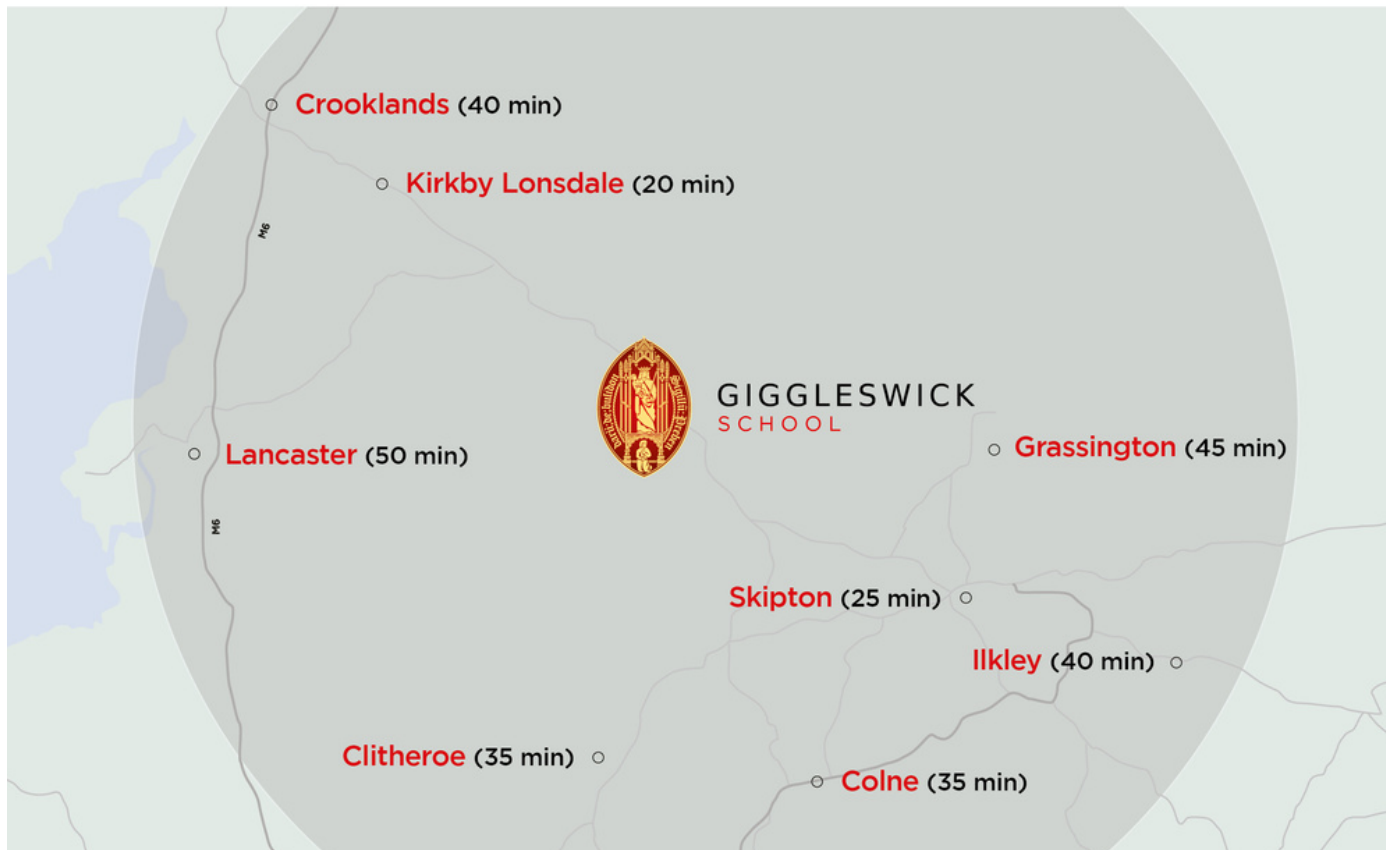 Crooklands (40 min)
Kirkby Lonsdale (20 min)
M6
GIGGLESWICK
SCHOOL
Lancaster (50 min)
Grassington (45 min)
M6
Skipton (25 min)
Ilkley (40 min)
Clitheroe (35 min)
Colne (35 min)